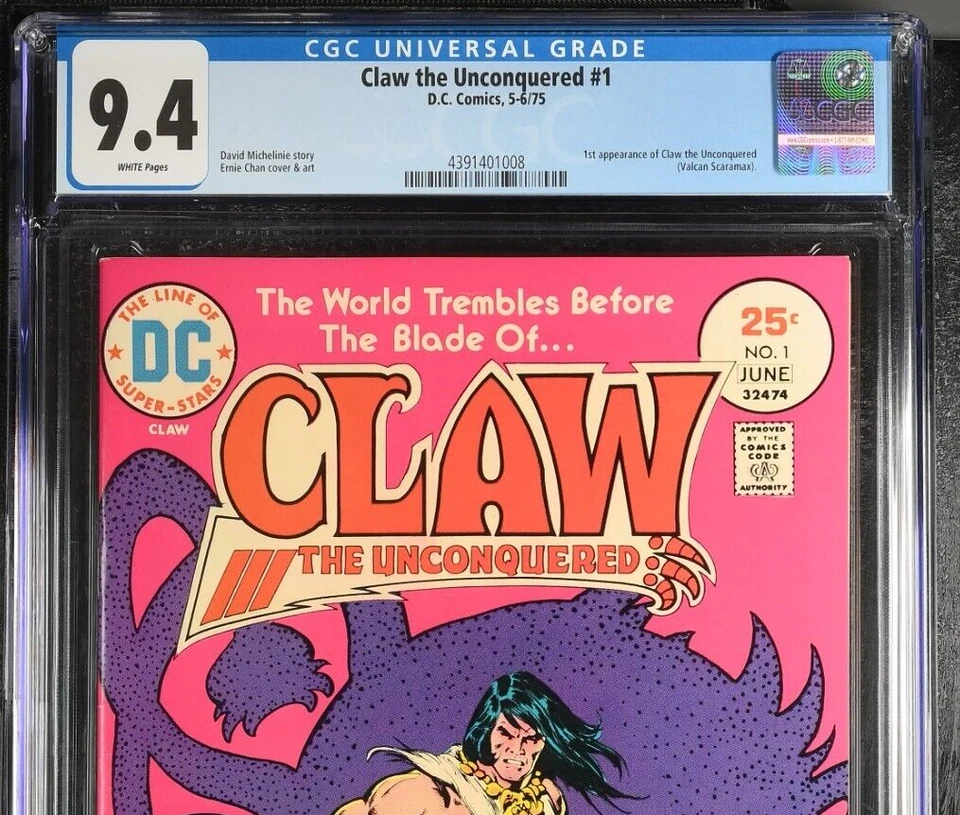 CGC UNIVERSAL GRADE
9.4
WHITE Pages
Claw the Unconquered #1
D.C. Comics, 5-6/75
David Michelinie story
Ernie Chan cover & art
4391401008
1st appearance of Claw the Unconquered
(Valcan Scaramax).
CGC
THE LINE OF
DC
SUPER-STARS
CLAW
The World Trembles Before
The Blade Of...
25¢
NO. 1
JUNE
32474
APPROVED
BY THE
COMICS
CODE
AUTHORITY
CLAW
THE UNCONQUERED